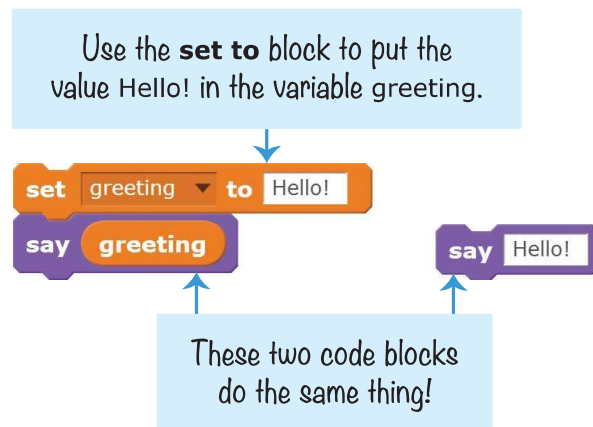 Use the set to block to put the
value Hello! in the variable greeting.
set greeting to Hello!
say greeting
say Hello!
These two code blocks
do the same thing!